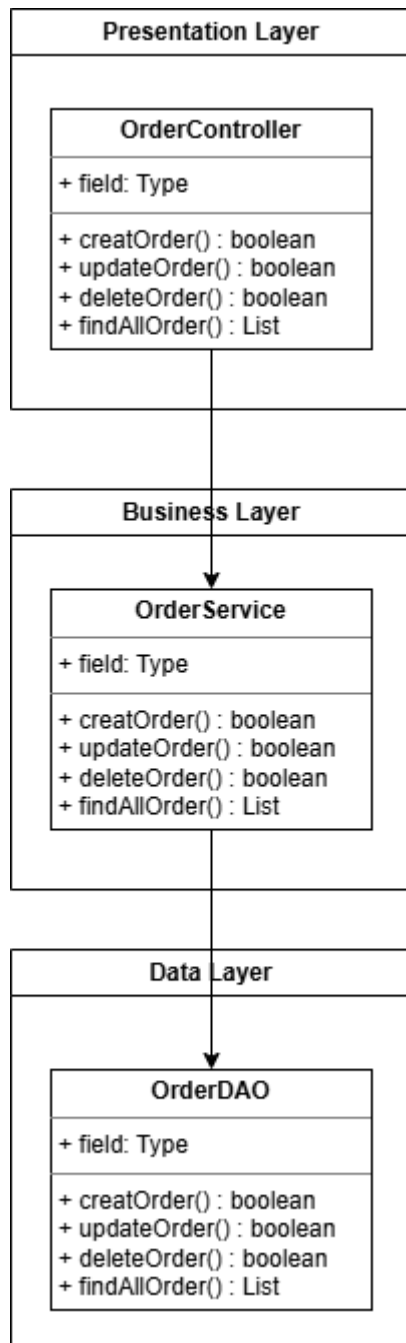 Presentation Layer
OrderController
+ field: Type
+ creatOrder() : boolean
+ updateOrder() : boolean
+ deleteOrder() : boolean
+ findAllOrder() : List
Business Layer
OrderService
+ field: Type
+ creatOrder() : boolean
+ updateOrder() : boolean
+ deleteOrder() : boolean
+ findAllOrder() : List
Data Layer
OrderDAO
+ field: Type
+ creatOrder() : boolean
+ updateOrder() : boolean
+ deleteOrder() : boolean
+ findAllOrder() : List